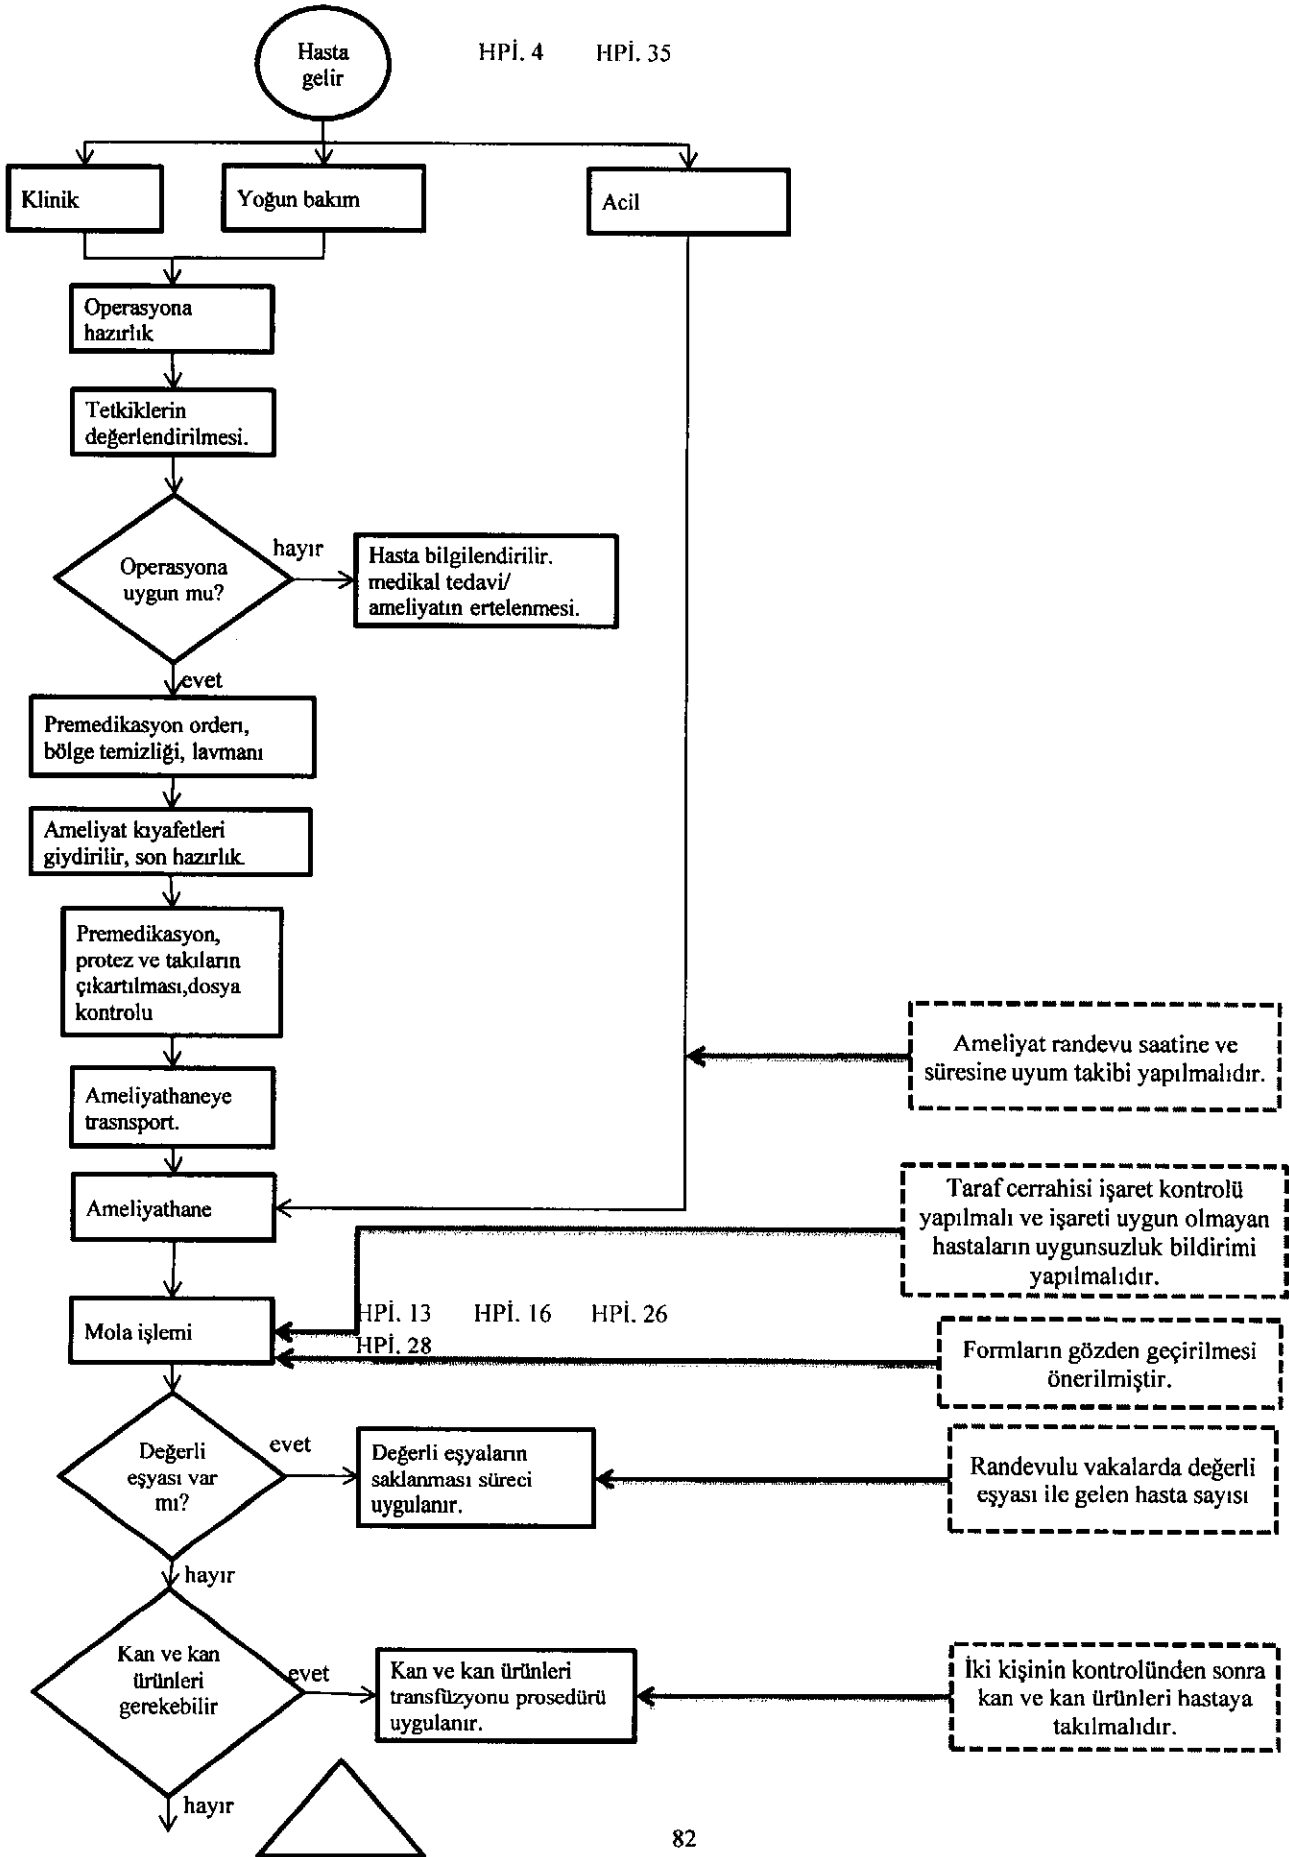 Hasta
gelir
HPİ. 4 HPİ. 35
Klinik
Yoğun bakım
Acil
Operasyona
hazırlık
Tetkiklerin
değerlendirilmesi.
Operasyona
uygun mu?
hayır
Hasta bilgilendirilir.
medikal tedavi/
ameliyatın ertelenmesi.
evet
Premedikasyon orderı,
bölge temizliği, lavmanı
Ameliyat kıyafetleri
giydirilir, son hazırlık.
Premedikasyon,
protez ve takıların
çıkartılması,dosya
kontrolu
Ameliyat randevu saatine ve
süresine uyum takibi yapılmalıdır.
Ameliyathaneye
trasnsport.
Ameliyathane
Taraf cerrahisi işaret kontrolü
yapılmalı ve işareti uygun olmayan
hastaların uygunsuzluk bildirimi
yapılmalıdır.
Mola işlemi
HPİ. 13 HPİ. 16 HPİ. 26
HPİ. 28
Formların gözden geçirilmesi
önerilmiştir.
Değerli
eşyası var
mı?
evet
Değerli eşyaların
saklanması süreci
uygulanır.
Randevulu vakalarda değerli
eşyası ile gelen hasta sayısı
hayır
Kan ve kan
ürünleri
gerekebilir
evet
Kan ve kan ürünleri
transfüzyonu prosedürü
uygulanır.
İki kişinin kontrolünden sonra
kan ve kan ürünleri hastaya
takılmalıdır.
hayır
82